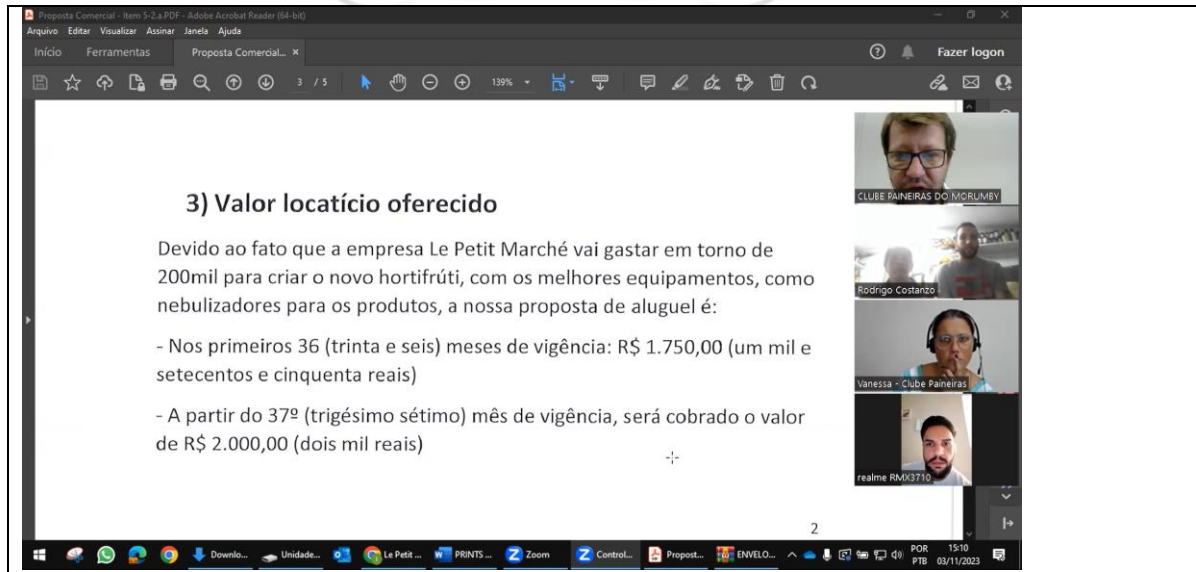 Proposta Comercial - Item 5-2.a.PDF - Adobe Acrobat Reader (64-bit)
Arquivo Editar Visualizar Assinar Janela Ajuda
Início Ferramentas Proposta Comercial... × Fazer logon
3 / 5 139%
3) Valor locatício oferecido
Devido ao fato que a empresa Le Petit Marché vai gastar em torno de
200mil para criar o novo hortifrúti, com os melhores equipamentos, como
nebulizadores para os produtos, a nossa proposta de aluguel é:
- Nos primeiros 36 (trinta e seis) meses de vigência: R$ 1.750,00 (um mil e
setecentos e cinquenta reais)
- A partir do 37º (trigésimo sétimo) mês de vigência, será cobrado o valor
de R$ 2.000,00 (dois mil reais)
2
CLUBE PAINEIRAS DO MORUMBY
Rodrigo Costanzo
Vanessa - Clube Paineiras
realme RMX3710
Downlo... Unidade... Le Petit ... PRINTS ... Zoom Control... Propost... ENVELO... POR 15:10
PTB 03/11/2023